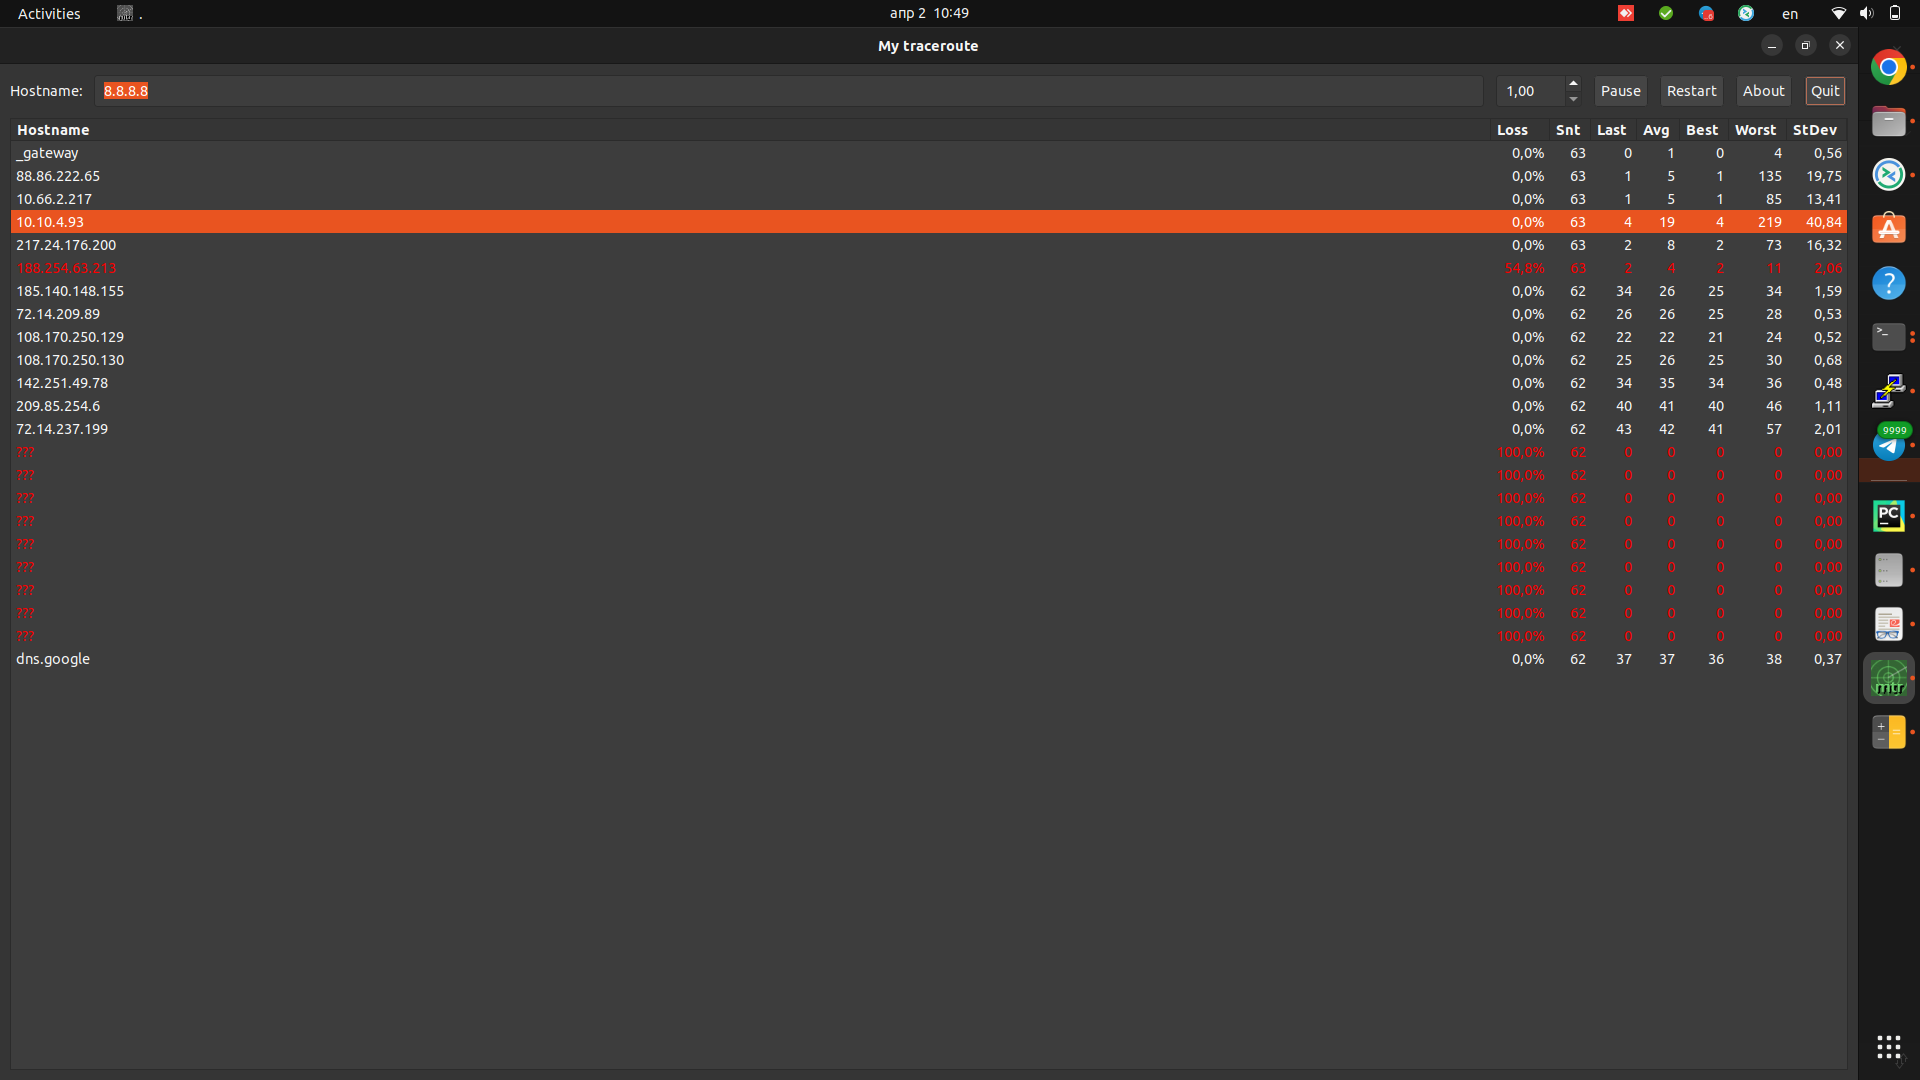 Activities . апр 2 10:49 en
My traceroute
Hostname: 8.8.8.8 1,00 Pause Restart About Quit
Hostname Loss Snt Last Avg Best Worst StDev
_gateway 0,0% 63 0 1 0 4 0,56
88.86.222.65 0,0% 63 1 5 1 135 19,75
10.66.2.217 0,0% 63 1 5 1 85 13,41
10.10.4.93 0,0% 63 4 19 4 219 40,84
217.24.176.200 0,0% 63 2 8 2 73 16,32
188.254.63.213 54,8% 63 2 4 2 11 2,06
185.140.148.155 0,0% 62 34 26 25 34 1,59
72.14.209.89 0,0% 62 26 26 25 28 0,53
108.170.250.129 0,0% 62 22 22 21 24 0,52
108.170.250.130 0,0% 62 25 26 25 30 0,68
142.251.49.78 0,0% 62 34 35 34 36 0,48
209.85.254.6 0,0% 62 40 41 40 46 1,11
72.14.237.199 0,0% 62 43 42 41 57 2,01
??? 100,0% 62 0 0 0 0 0,00
??? 100,0% 62 0 0 0 0 0,00
??? 100,0% 62 0 0 0 0 0,00
??? 100,0% 62 0 0 0 0 0,00
??? 100,0% 62 0 0 0 0 0,00
??? 100,0% 62 0 0 0 0 0,00
??? 100,0% 62 0 0 0 0 0,00
??? 100,0% 62 0 0 0 0 0,00
??? 100,0% 62 0 0 0 0 0,00
dns.google 0,0% 62 37 37 36 38 0,37
9999
PC
mtr